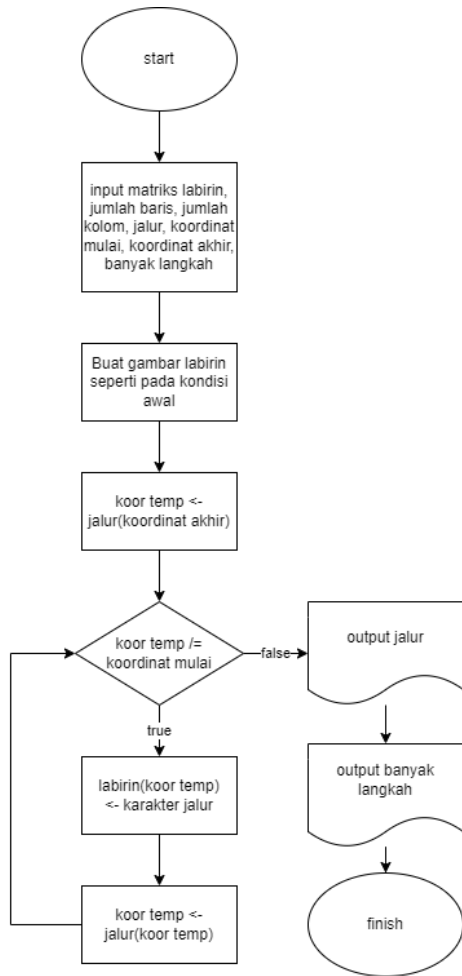 start
input matriks labirin,
jumlah baris, jumlah
kolom, jalur, koordinat
mulai, koordinat akhir,
banyak langkah
Buat gambar labirin
seperti pada kondisi
awal
koor temp <-
jalur(koordinat akhir)
koor temp /=
koordinat mulai
false
true
labirin(koor temp)
<- karakter jalur
koor temp <-
jalur(koor temp)
output jalur
output banyak
langkah
finish